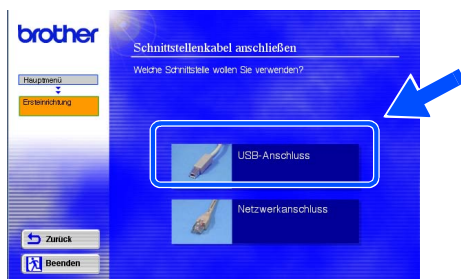 brother
Schnittstellenkabel anschließen
Welche Schnittstelle wollen Sie verwenden?
Hauptmenü
Ersteinrichtung
USB-Anschluss
Netzwerkanschluss
Zurück
Beenden